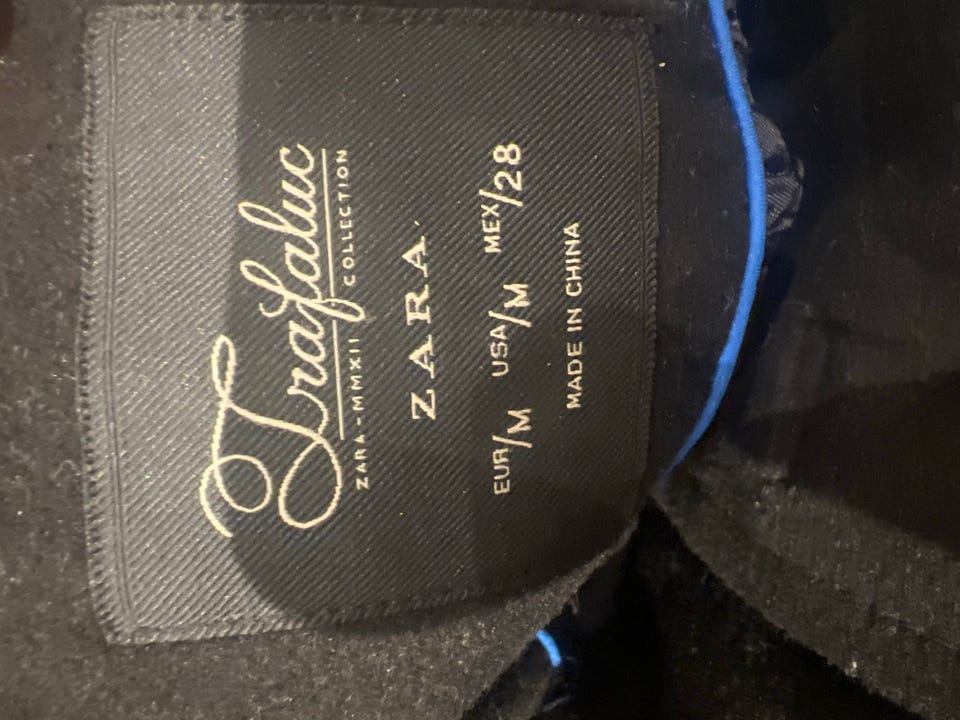 Trafaluc
ZARA-MMXII COLLECTION
ZARA
EUR/M USA/M MEX/28
MADE IN CHINA